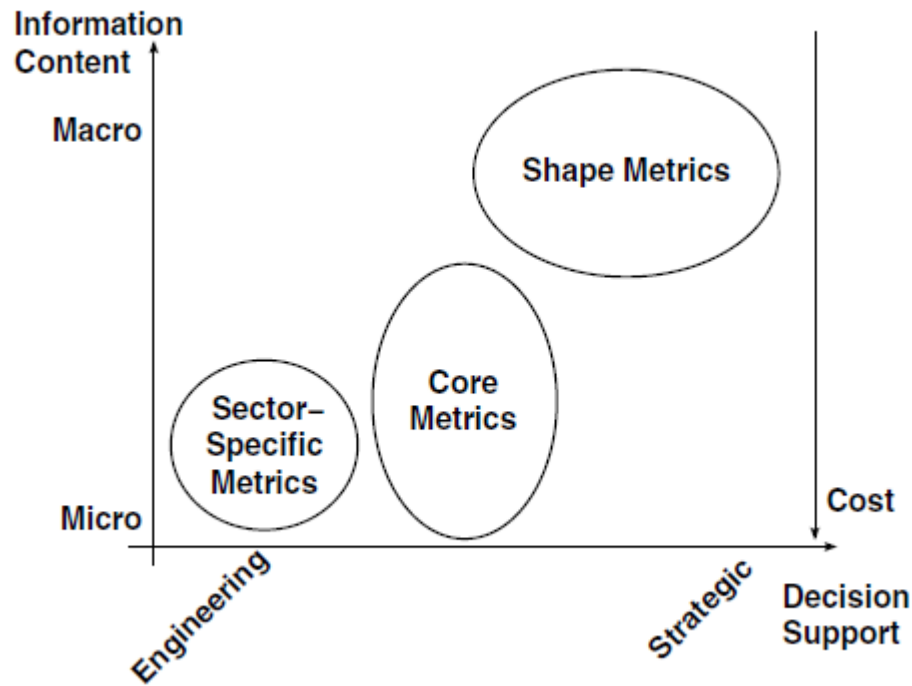 Information
Content
Macro
Shape Metrics
Core
Metrics
Sector–
Specific
Metrics
Micro
Cost
Engineering
Strategic
Decision
Support